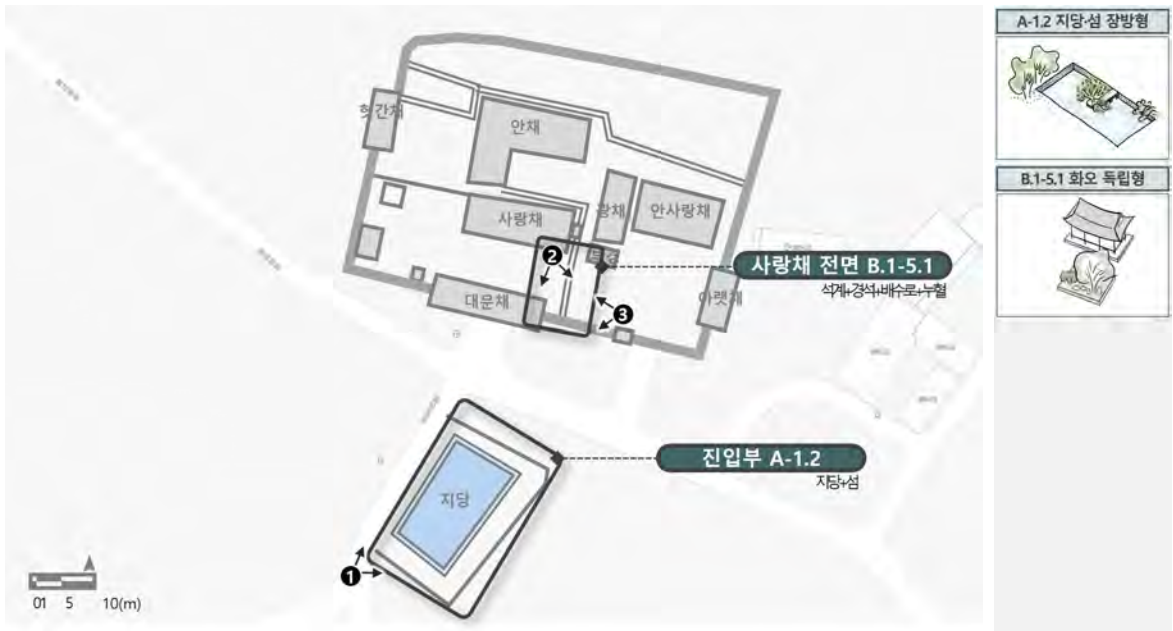 A-1.2 지당·섬 장방형
B.1-5.1 화오 독립형
헛간채
안채
사랑채
광채
안사랑채
대문채
아랫채
❷
❸
사랑채 전면 B.1-5.1
석계+경석+배수로+누혈
진입부 A-1.2
지당+섬
지당
❶
01 5 10(m)